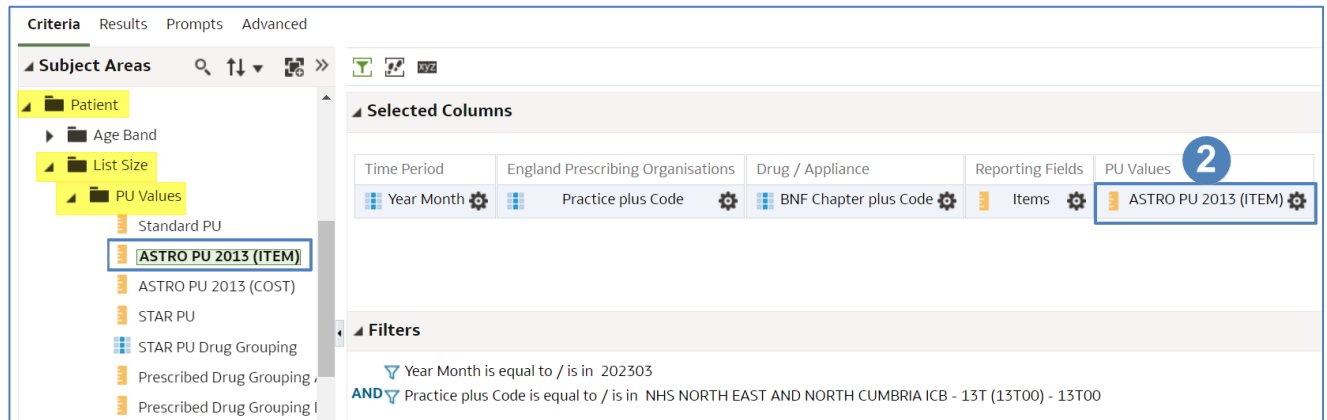 Criteria Results Prompts Advanced
Subject Areas
Patient
Age Band
List Size
PU Values
Standard PU
ASTRO PU 2013 (ITEM)
ASTRO PU 2013 (COST)
STAR PU
STAR PU Drug Grouping
Prescribed Drug Grouping
Prescribed Drug Grouping
xyz
Selected Columns
Time Period England Prescribing Organisations Drug / Appliance Reporting Fields PU Values 2
Year Month Practice plus Code BNF Chapter plus Code Items ASTRO PU 2013 (ITEM)
Filters
Year Month is equal to / is in 202303
AND Practice plus Code is equal to / is in NHS NORTH EAST AND NORTH CUMBRIA ICB - 13T (13T00) - 13T00